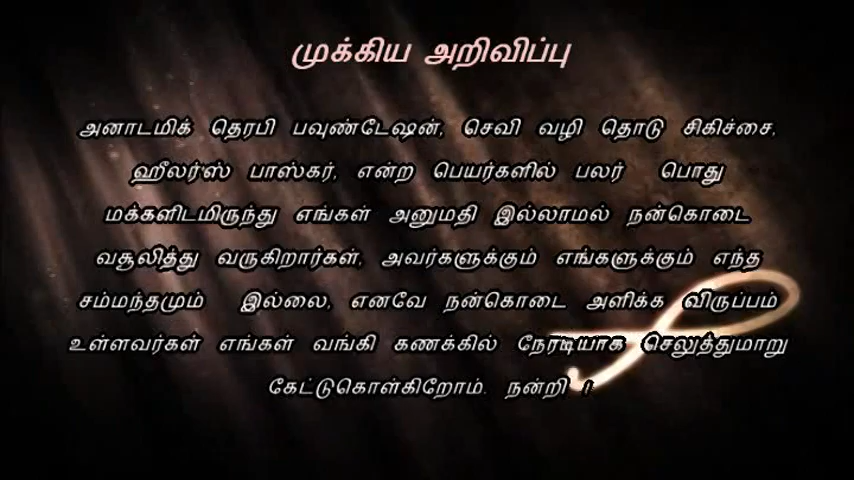 முக்கிய அறிவிப்பு
அனாடமிக் தெரபி பவுண்டேஷன், செவி வழி தொடு சிகிச்சை,
ஹீலர்ஸ் பாஸ்கர், என்ற பெயர்களில் பலர் பொது
மக்களிடமிருந்து எங்கள் அனுமதி இல்லாமல் நன்கொடை
வசூலித்து வருகிறார்கள், அவர்களுக்கும் எங்களுக்கும் எந்த
சம்மந்தமும் இல்லை, எனவே நன்கொடை அளிக்க விருப்பம்
உள்ளவர்கள் எங்கள் வங்கி கணக்கில் நேரடியாக செலுத்துமாறு
கேட்டுகொள்கிறோம். நன்றி !